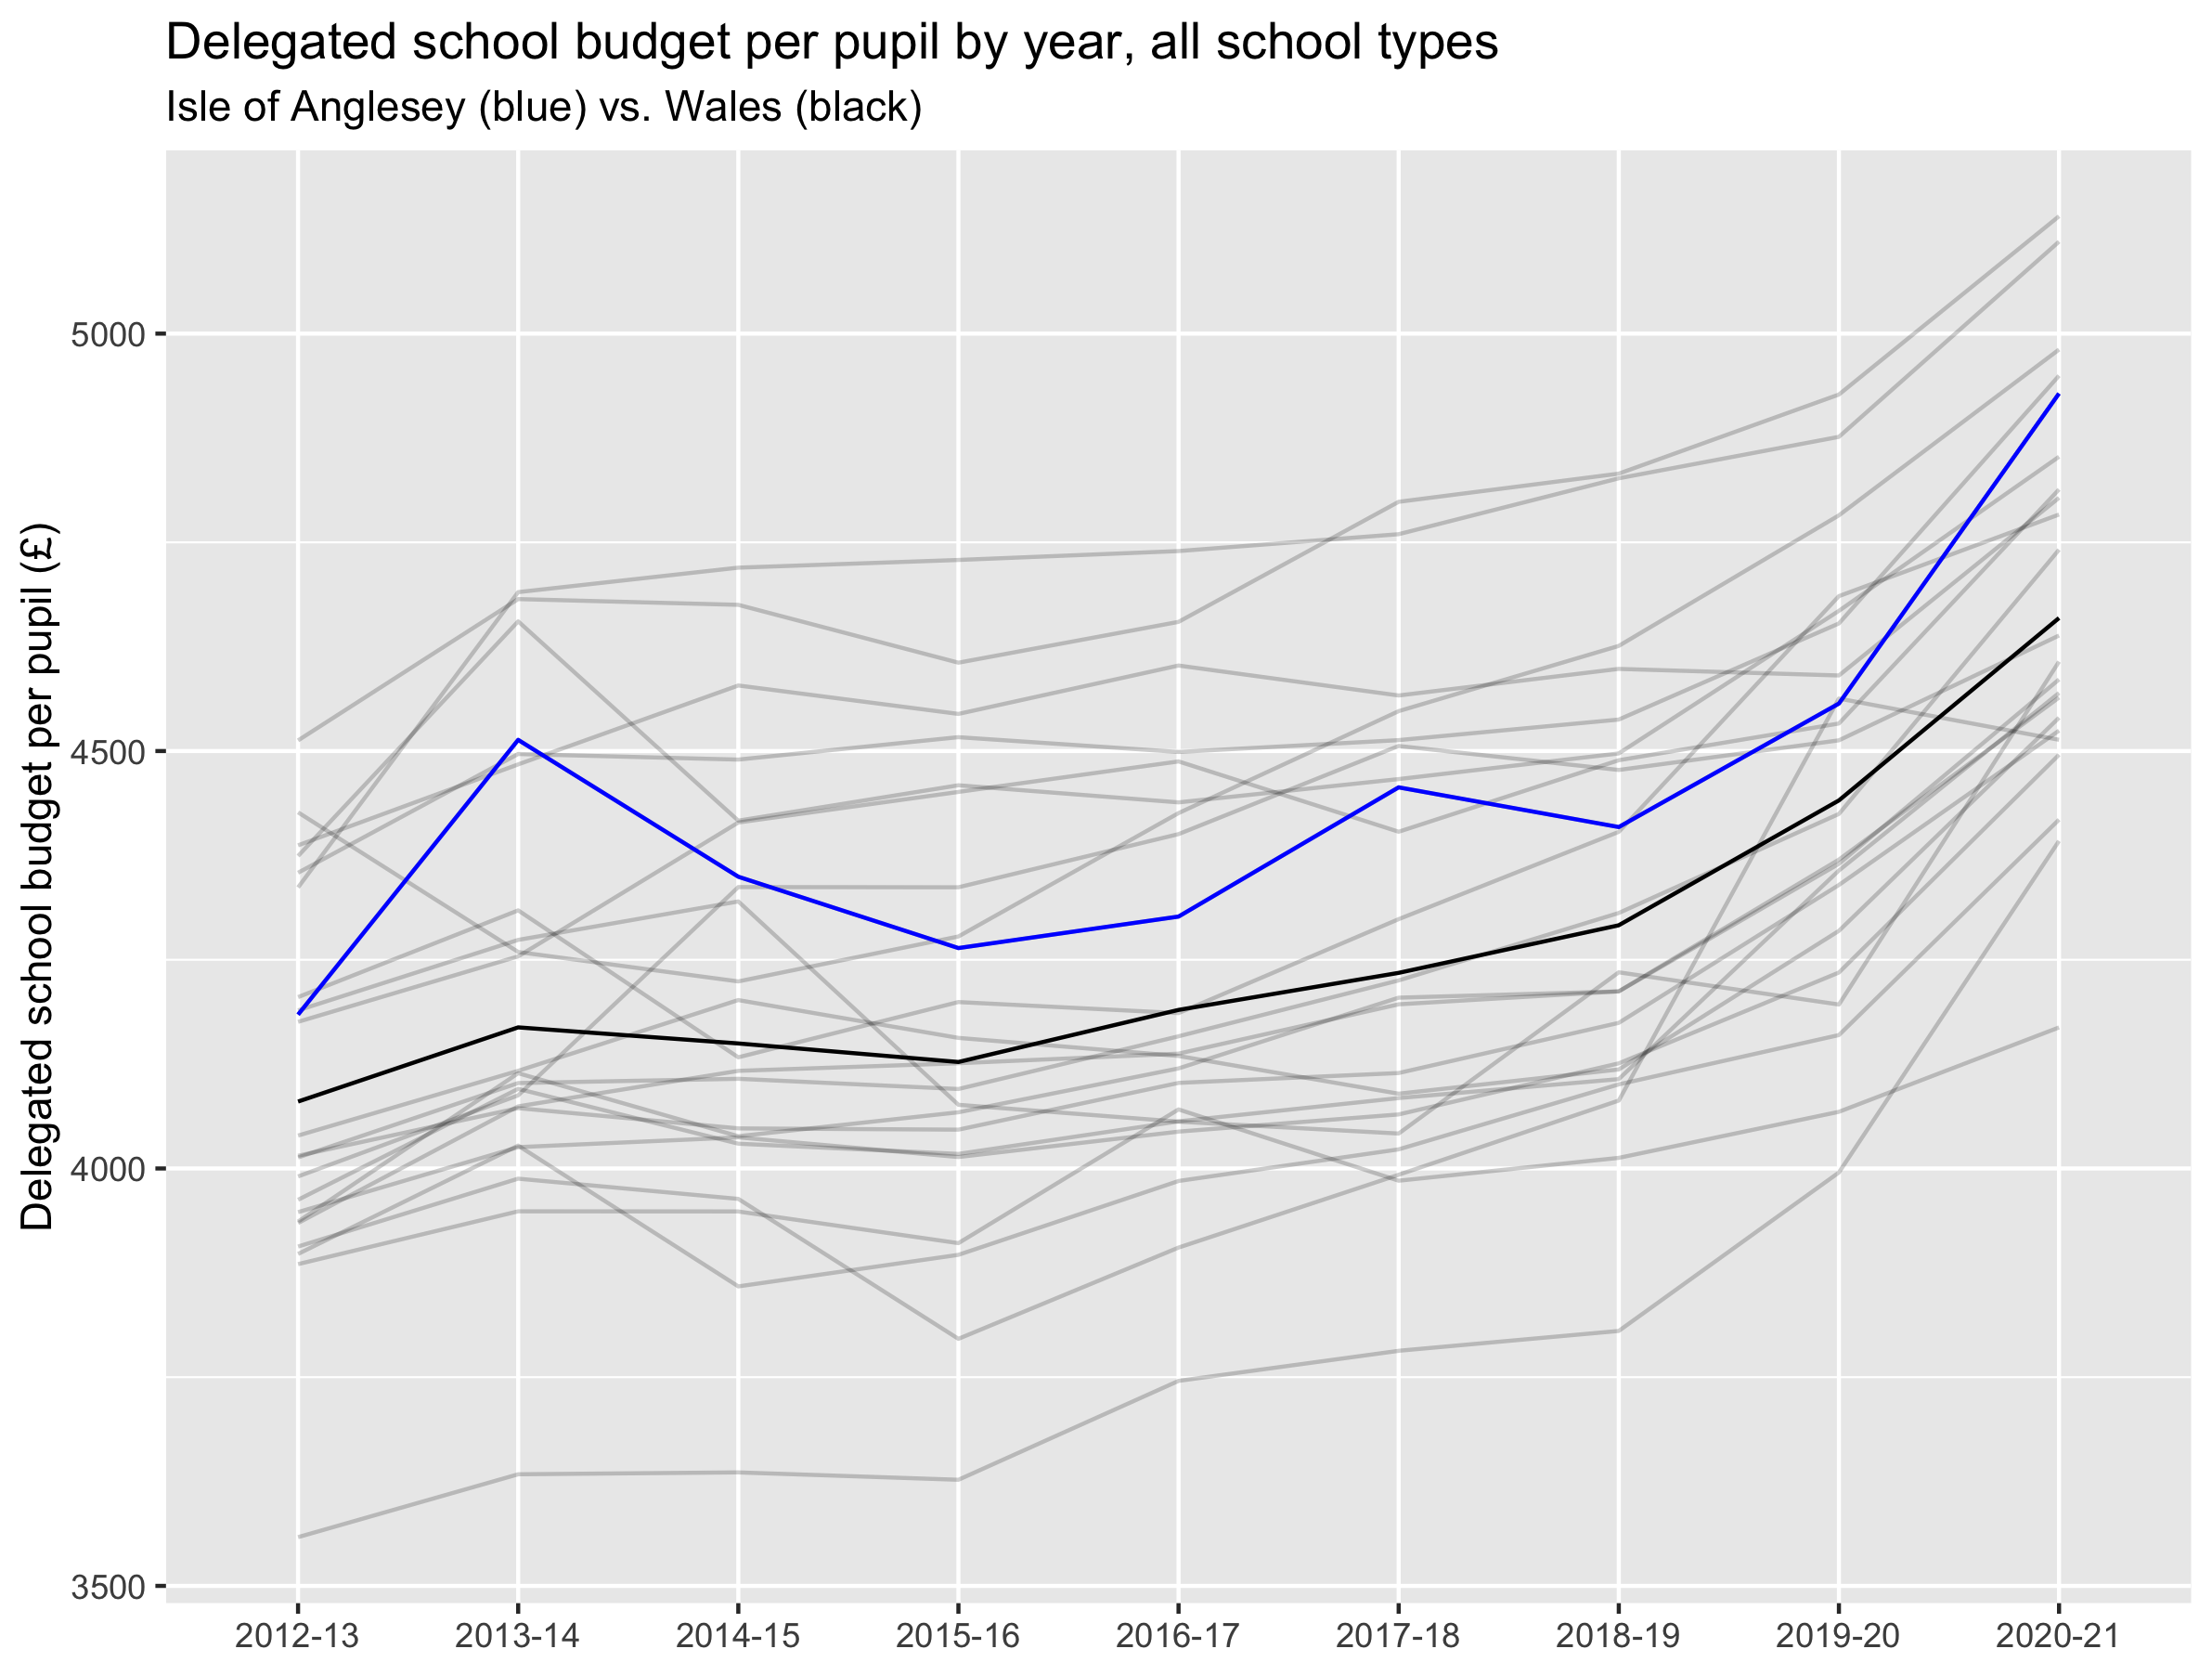 Delegated school budget per pupil by year, all school types
Isle of Anglesey (blue) vs. Wales (black)
Delegated school budget per pupil (£)
5000
4500
4000
3500
2012-13 2013-14 2014-15 2015-16 2016-17 2017-18 2018-19 2019-20 2020-21